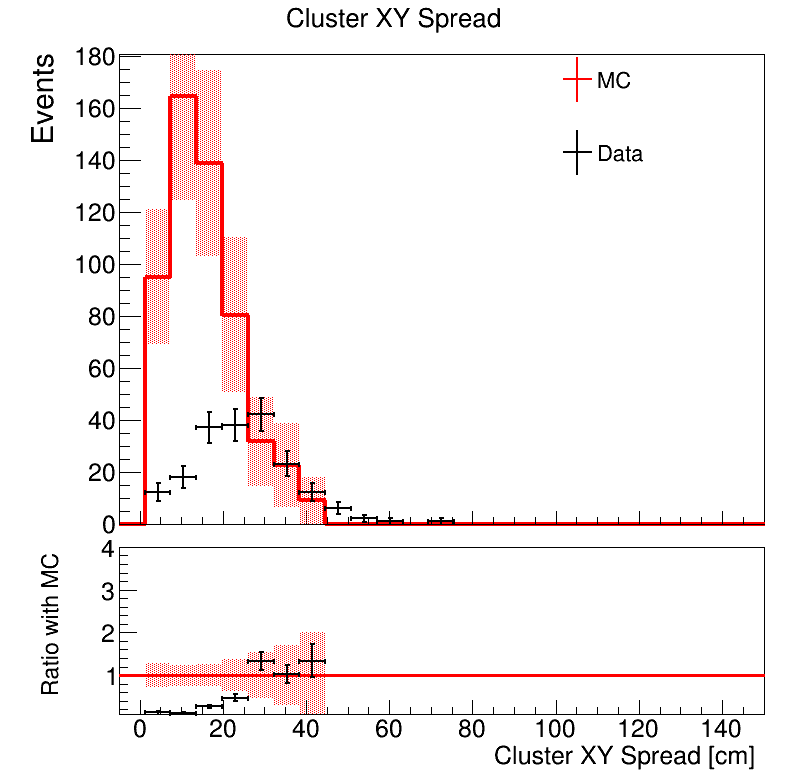 Cluster XY Spread
Events
180
160
140
120
100
80
60
40
20
0
MC
Data
Ratio with MC
4
3
2
1
0 20 40 60 80 100 120 140
Cluster XY Spread [cm]